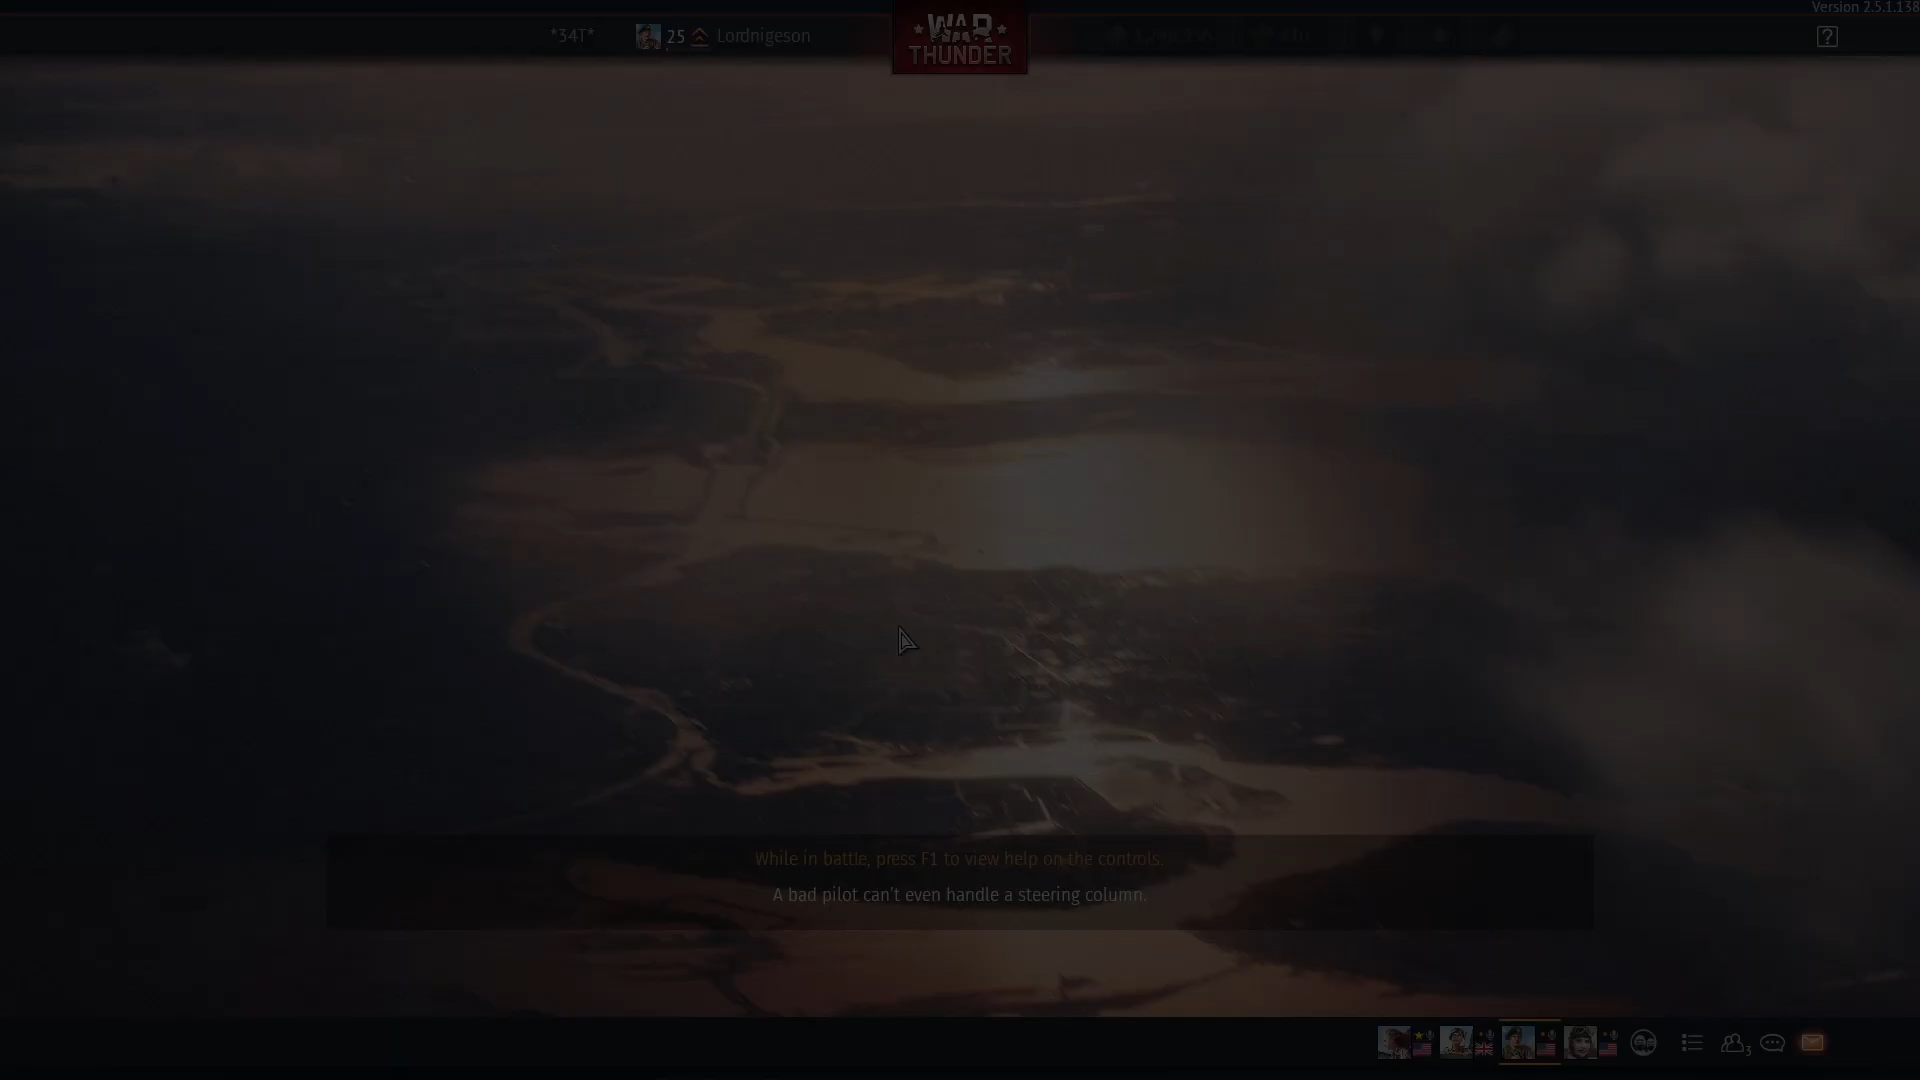 Version 2.5.1.138
*34T*
25
Lordnigeson
WAR
THUNDER
?
While in battle, press F1 to view help on the controls.
A bad pilot can't even handle a steering column.
3